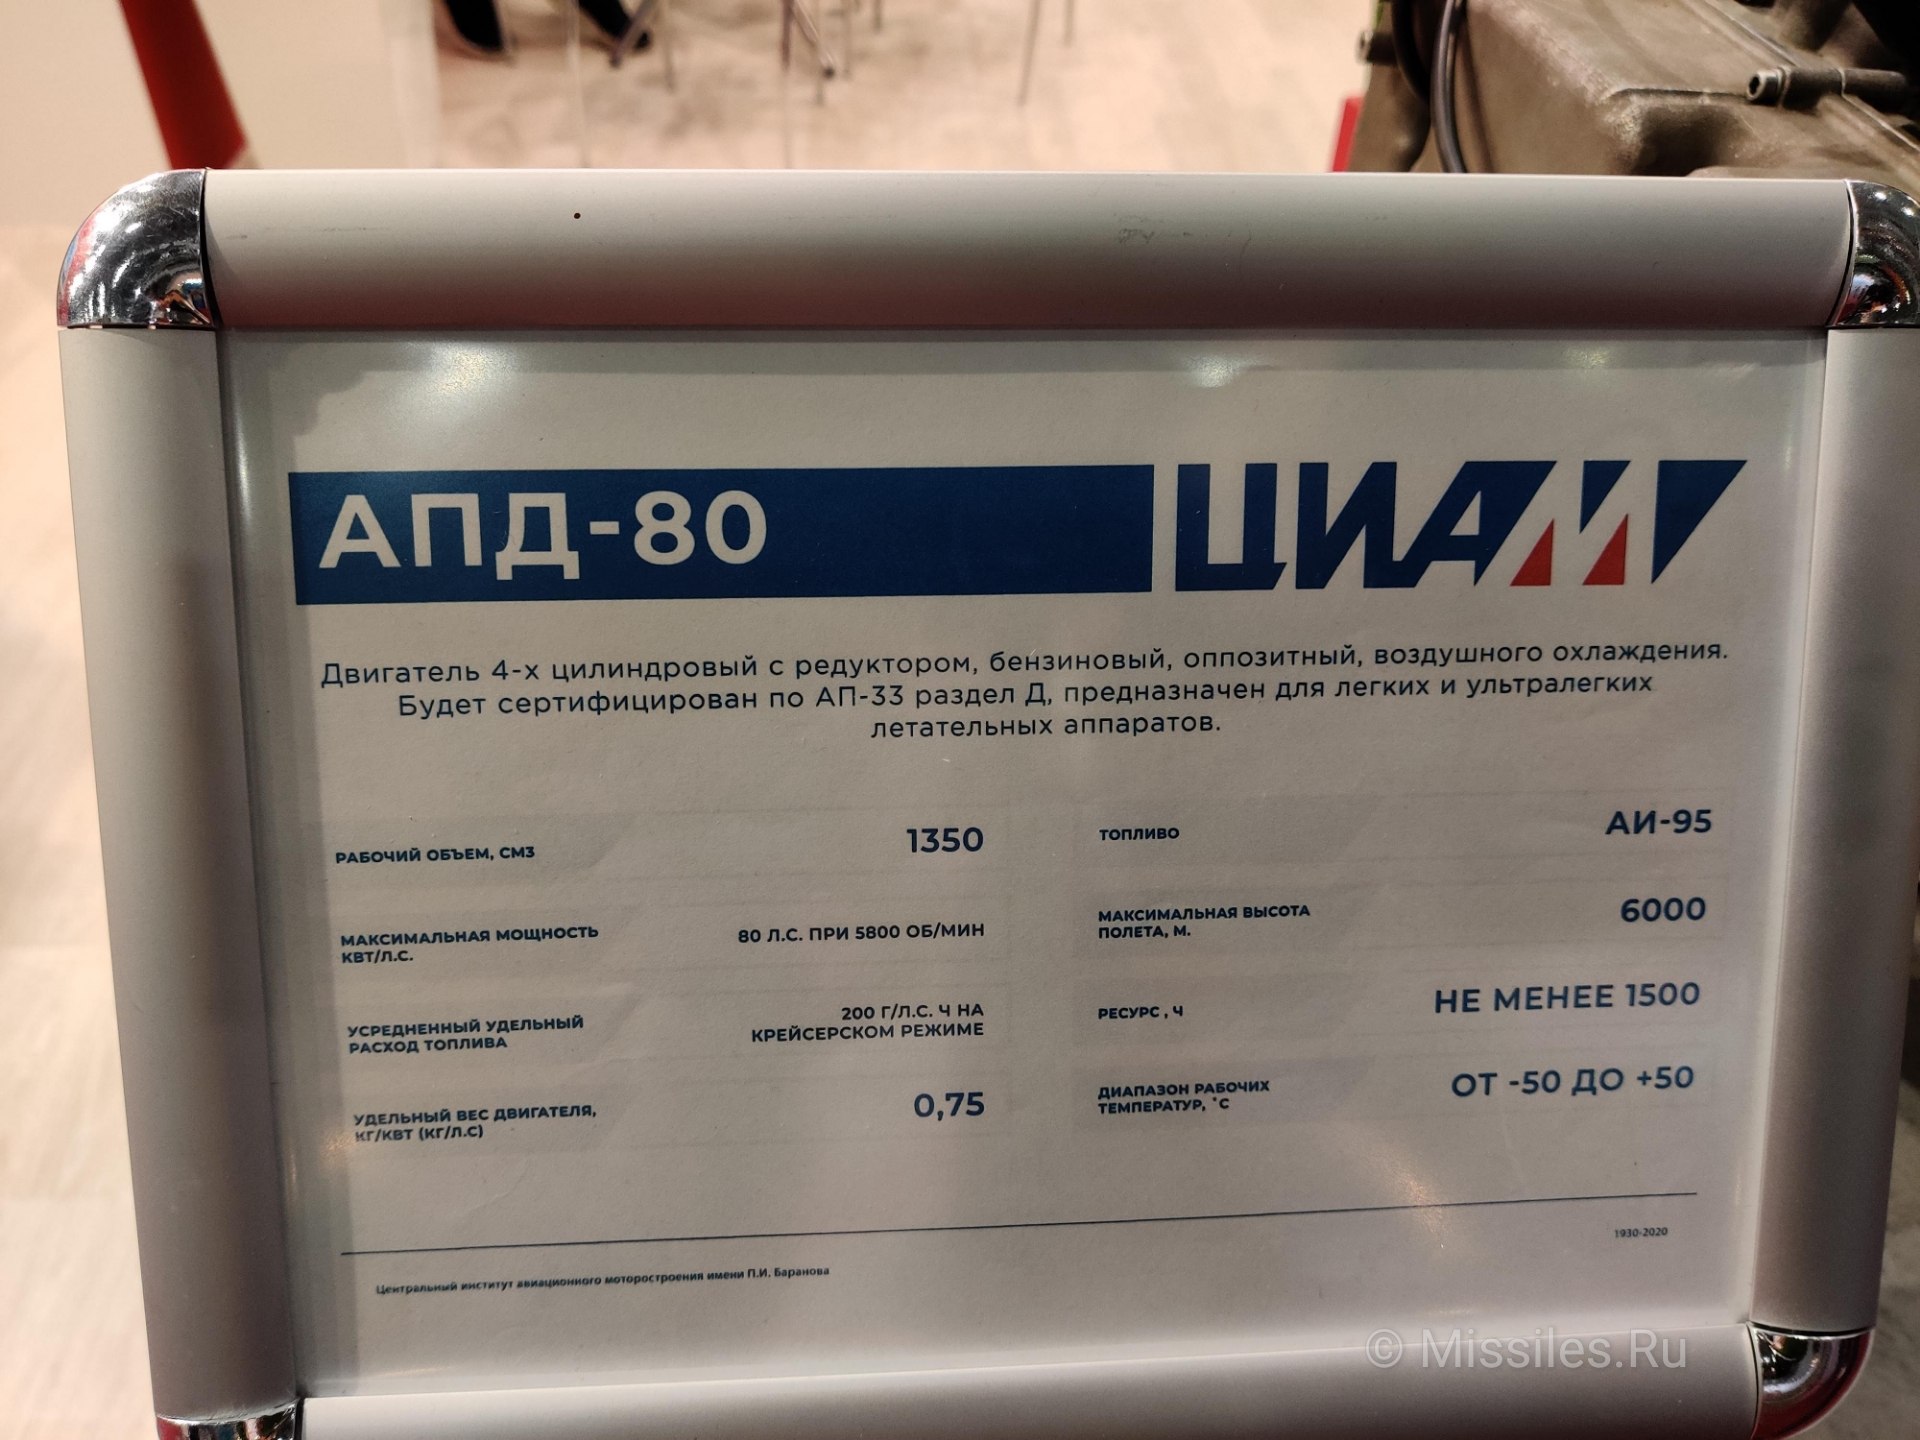 АПД-80
ЦИАМ
Двигатель 4-х цилиндровый с редуктором, бензиновый, оппозитный, воздушного охлаждения.
Будет сертифицирован по АП-33 раздел Д, предназначен для легких и ультралегких
летательных аппаратов.
РАБОЧИЙ ОБЪЕМ, СМ3
1350
МАКСИМАЛЬНАЯ МОЩНОСТЬ
КВТ/Л.С.
80 Л.С. ПРИ 5800 ОБ/МИН
УСРЕДНЕННЫЙ УДЕЛЬНЫЙ
РАСХОД ТОПЛИВА
200 Г/Л.С. Ч НА
КРЕЙСЕРСКОМ РЕЖИМЕ
УДЕЛЬНЫЙ ВЕС ДВИГАТЕЛЯ,
КГ/КВТ (КГ/Л.С)
0,75
ТОПЛИВО
АИ-95
МАКСИМАЛЬНАЯ ВЫСОТА
ПОЛЕТА, М.
6000
РЕСУРС , Ч
НЕ МЕНЕЕ 1500
ДИАПАЗОН РАБОЧИХ
ТЕМПЕРАТУР, °С
ОТ -50 ДО +50
1930-2020
Центральный институт авиационного моторостроения имени П.И. Баранова
© Missiles.Ru